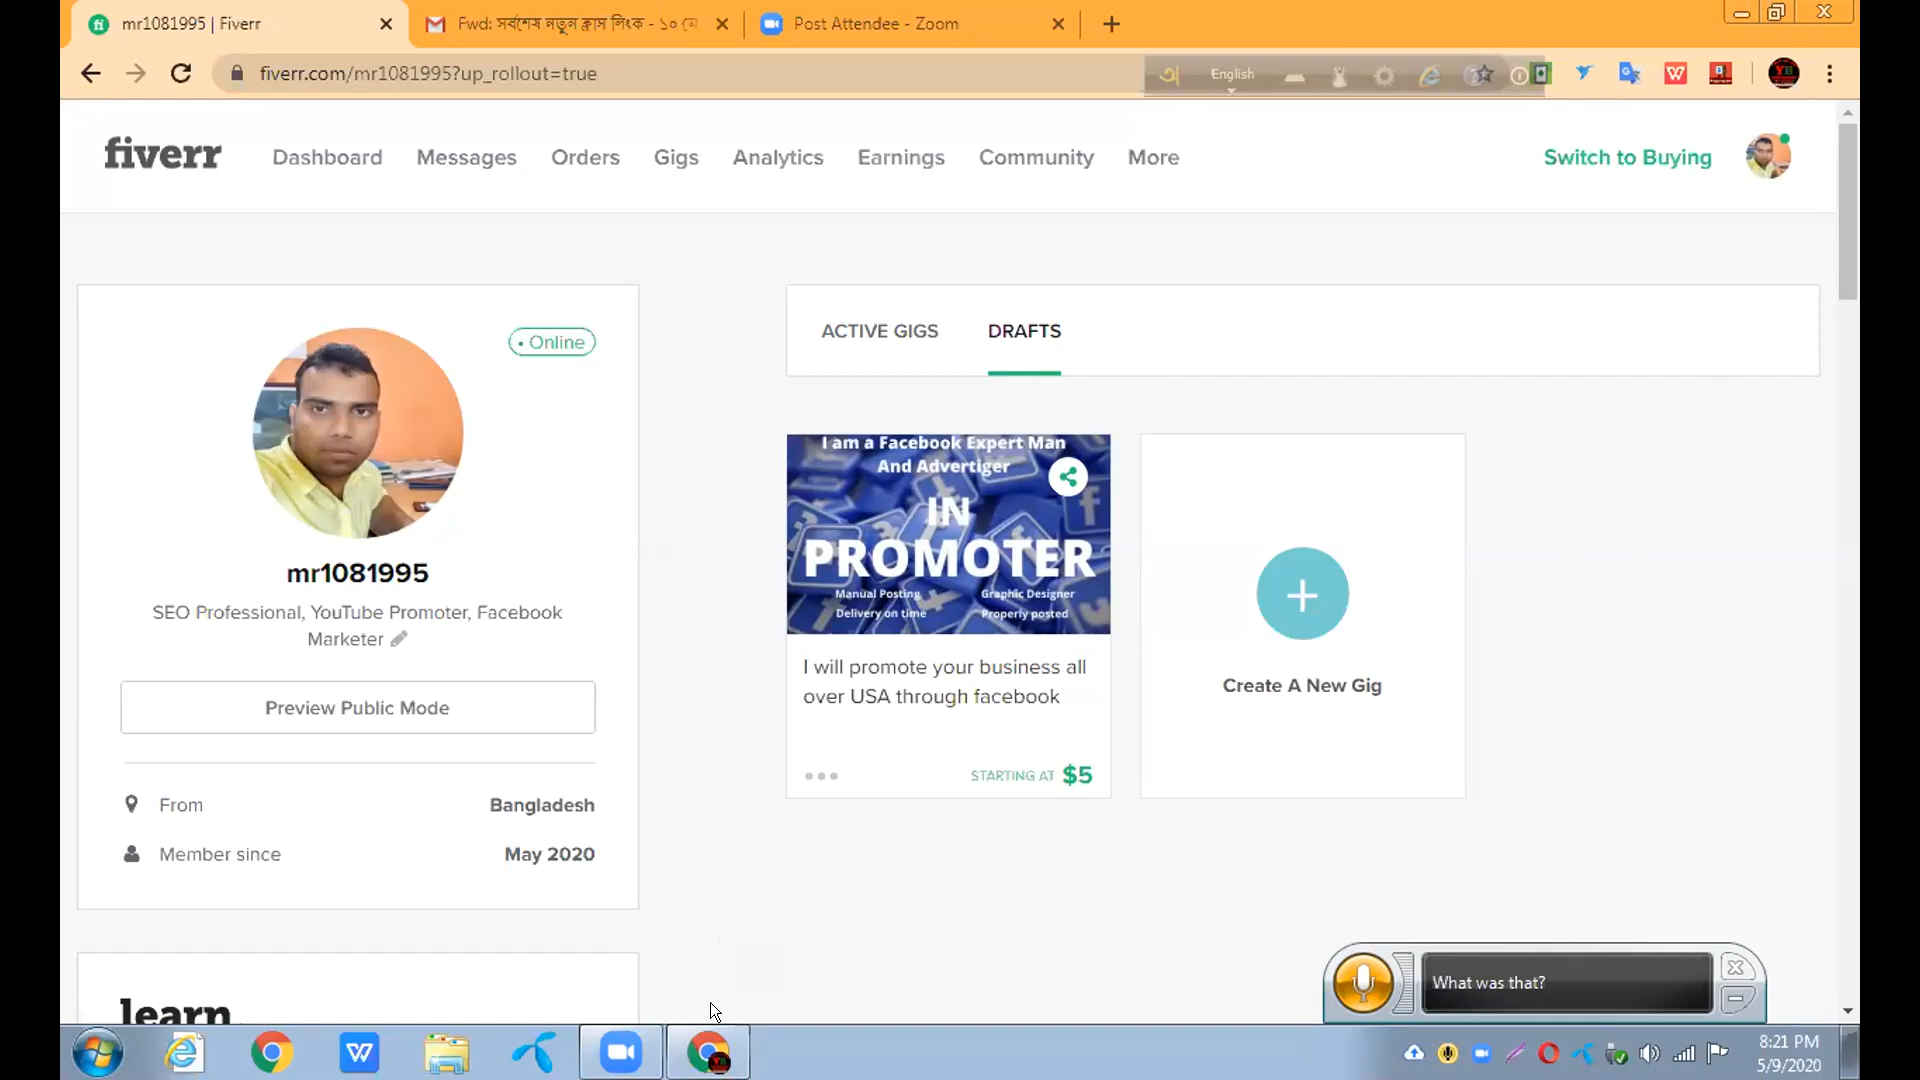 mr1081995 | Fiverr
Fwd: সর্বশেষ নতুন ক্লাস লিংক - ১০ মে
Post Attendee - Zoom
fiverr.com/mr1081995?up_rollout=true
অ
English
fiverr
Dashboard
Messages
Orders
Gigs
Analytics
Earnings
Community
More
Switch to Buying
Online
mr1081995
SEO Professional, YouTube Promoter, Facebook
Marketer
Preview Public Mode
From
Bangladesh
Member since
May 2020
learn
ACTIVE GIGS
DRAFTS
I am a Facebook Expert Man
And Advertiger
IN
PROMOTER
Manual Posting
Graphic Designer
Delivery on time
Properly posted
I will promote your business all
over USA through facebook
STARTING AT $5
Create A New Gig
What was that?
8:21 PM
5/9/2020